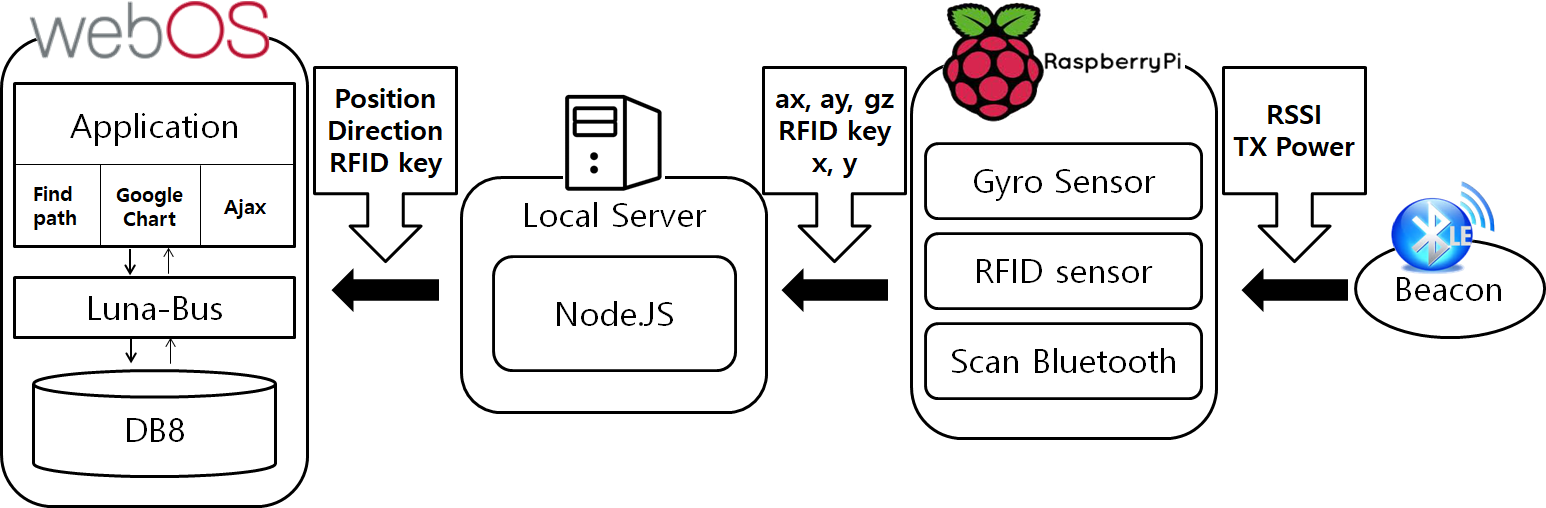 webOS
Application
Find
path
Google
Chart
Ajax
Luna-Bus
DB8
Position
Direction
RFID key
Local Server
Node.JS
ax, ay, gz
RFID key
x, y
RaspberryPi
Gyro Sensor
RFID sensor
Scan Bluetooth
RSSI
TX Power
LE
Beacon